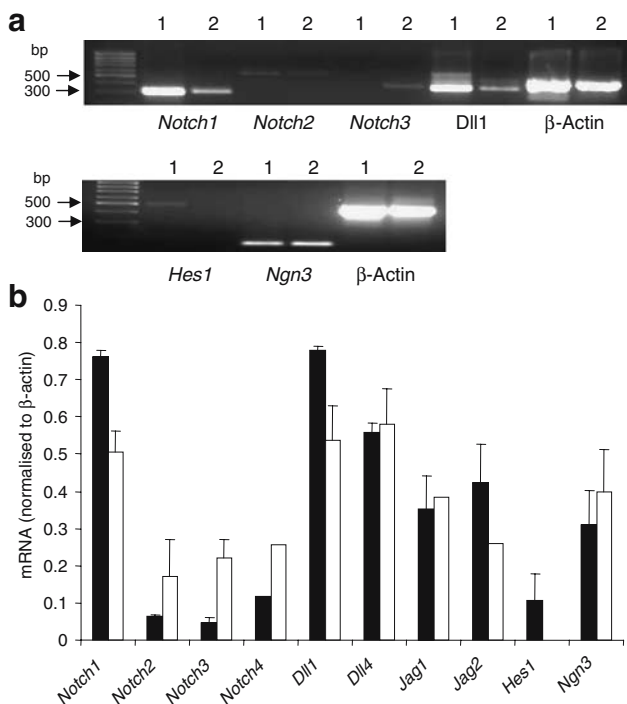 a
bp 1 2 1 2 1 2 1 2 1 2
500
300
Notch1 Notch2 Notch3 Dll1 β-Actin
bp 1 2 1 2 1 2
500
300
Hes1 Ngn3 β-Actin
b
mRNA (normalised to β-actin)
0.9
0.8
0.7
0.6
0.5
0.4
0.3
0.2
0.1
0
Notch1 Notch2 Notch3 Notch4 Dll1 Dll4 Jag1 Jag2 Hes1 Ngn3